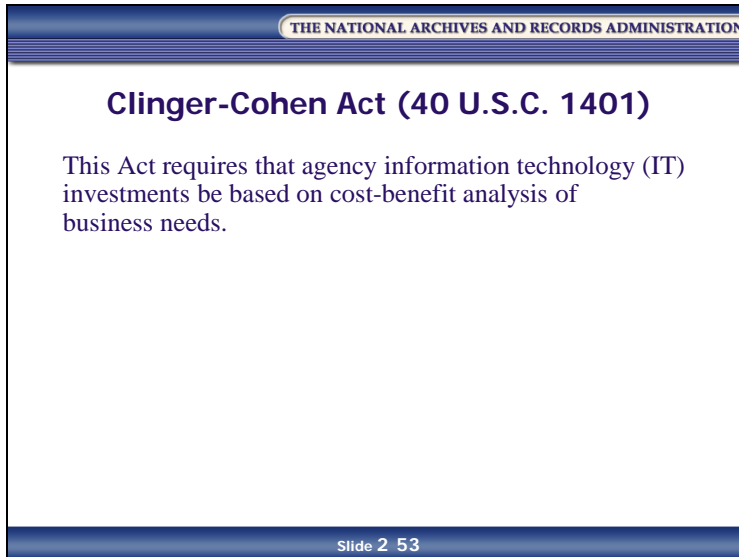 THE NATIONAL ARCHIVES AND RECORDS ADMINISTRATION
Clinger-Cohen Act (40 U.S.C. 1401)
This Act requires that agency information technology (IT)
investments be based on cost-benefit analysis of
business needs.
Slide 2 53